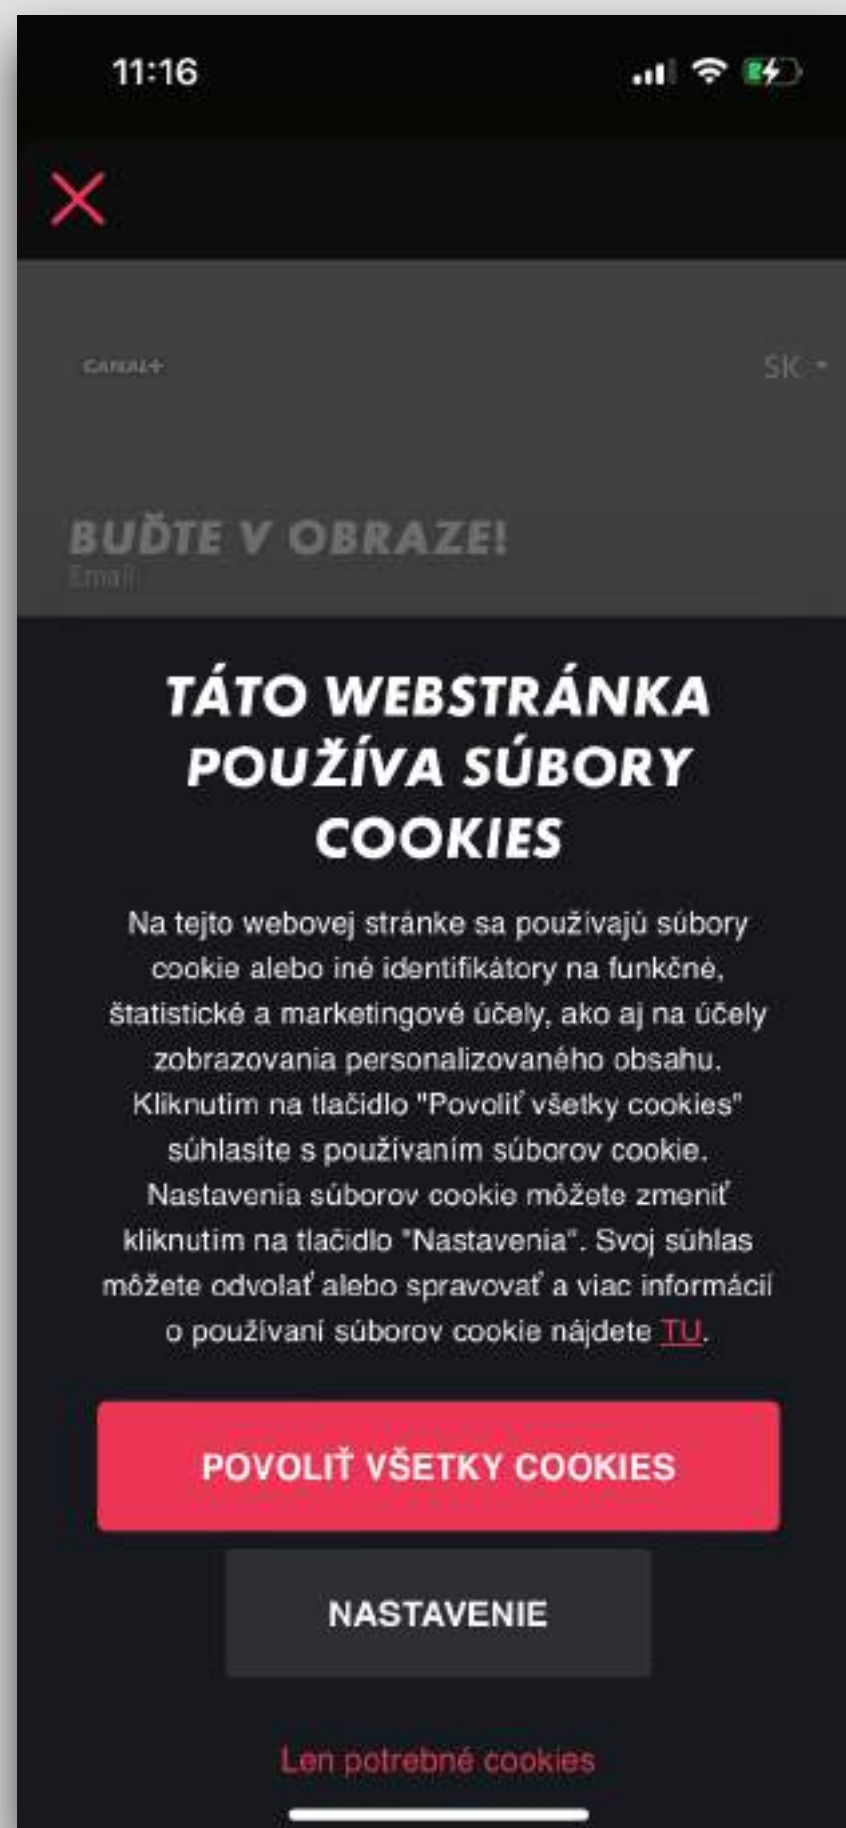 11:16
CANAL+
SK
BUĎTE V OBRAZE!
Email
TÁTO WEBSTRÁNKA
POUŽÍVA SÚBORY
COOKIES
Na tejto webovej stránke sa používajú súbory
cookie alebo iné identifikátory na funkčné,
štatistické a marketingové účely, ako aj na účely
zobrazovania personalizovaného obsahu.
Kliknutím na tlačidlo "Povoliť všetky cookies"
súhlasíte s používaním súborov cookie.
Nastavenia súborov cookie môžete zmeniť
kliknutím na tlačidlo "Nastavenia". Svoj súhlas
môžete odvolať alebo spravovať a viac informácií
o používaní súborov cookie nájdete TU.
POVOLIŤ VŠETKY COOKIES
NASTAVENIE
Len potrebné cookies